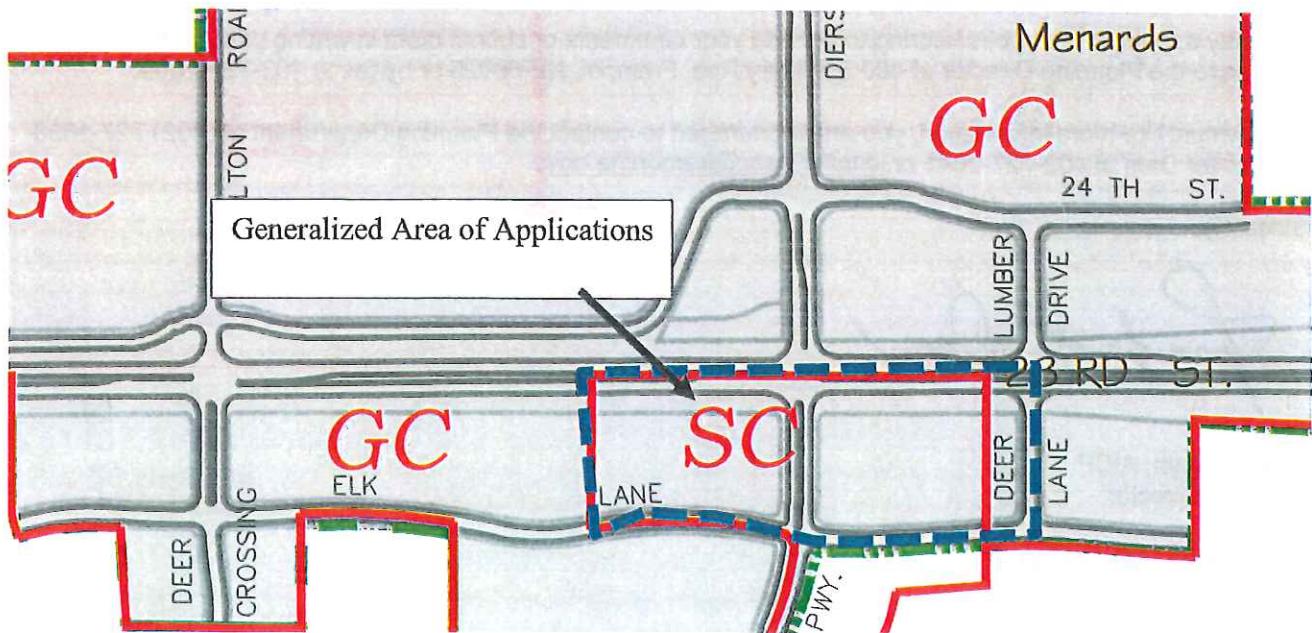 ROAD
LTON
DIERS
Menards
GC
GC
24 TH ST.
Generalized Area of Applications
LUMBER
DRIVE
23 RD ST.
GC
SC
ELK
LANE
DEER
LANE
DEER
CROSSING
PWY.